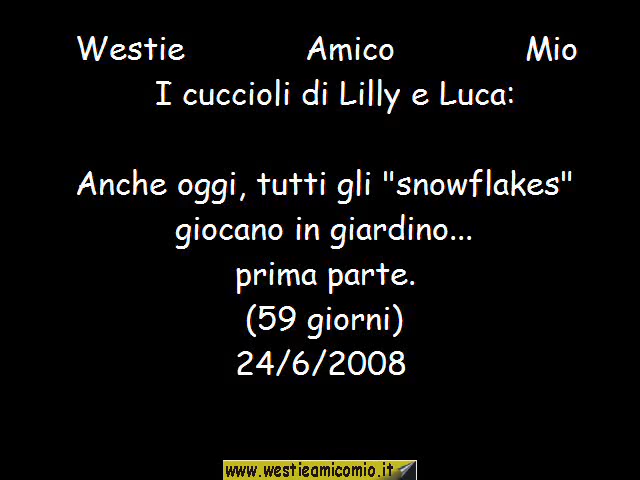 Westie Amico Mio
I cuccioli di Lilly e Luca:
Anche oggi, tutti gli "snowflakes"
giocano in giardino...
prima parte.
(59 giorni)
24/6/2008
www.westieamicomio.it